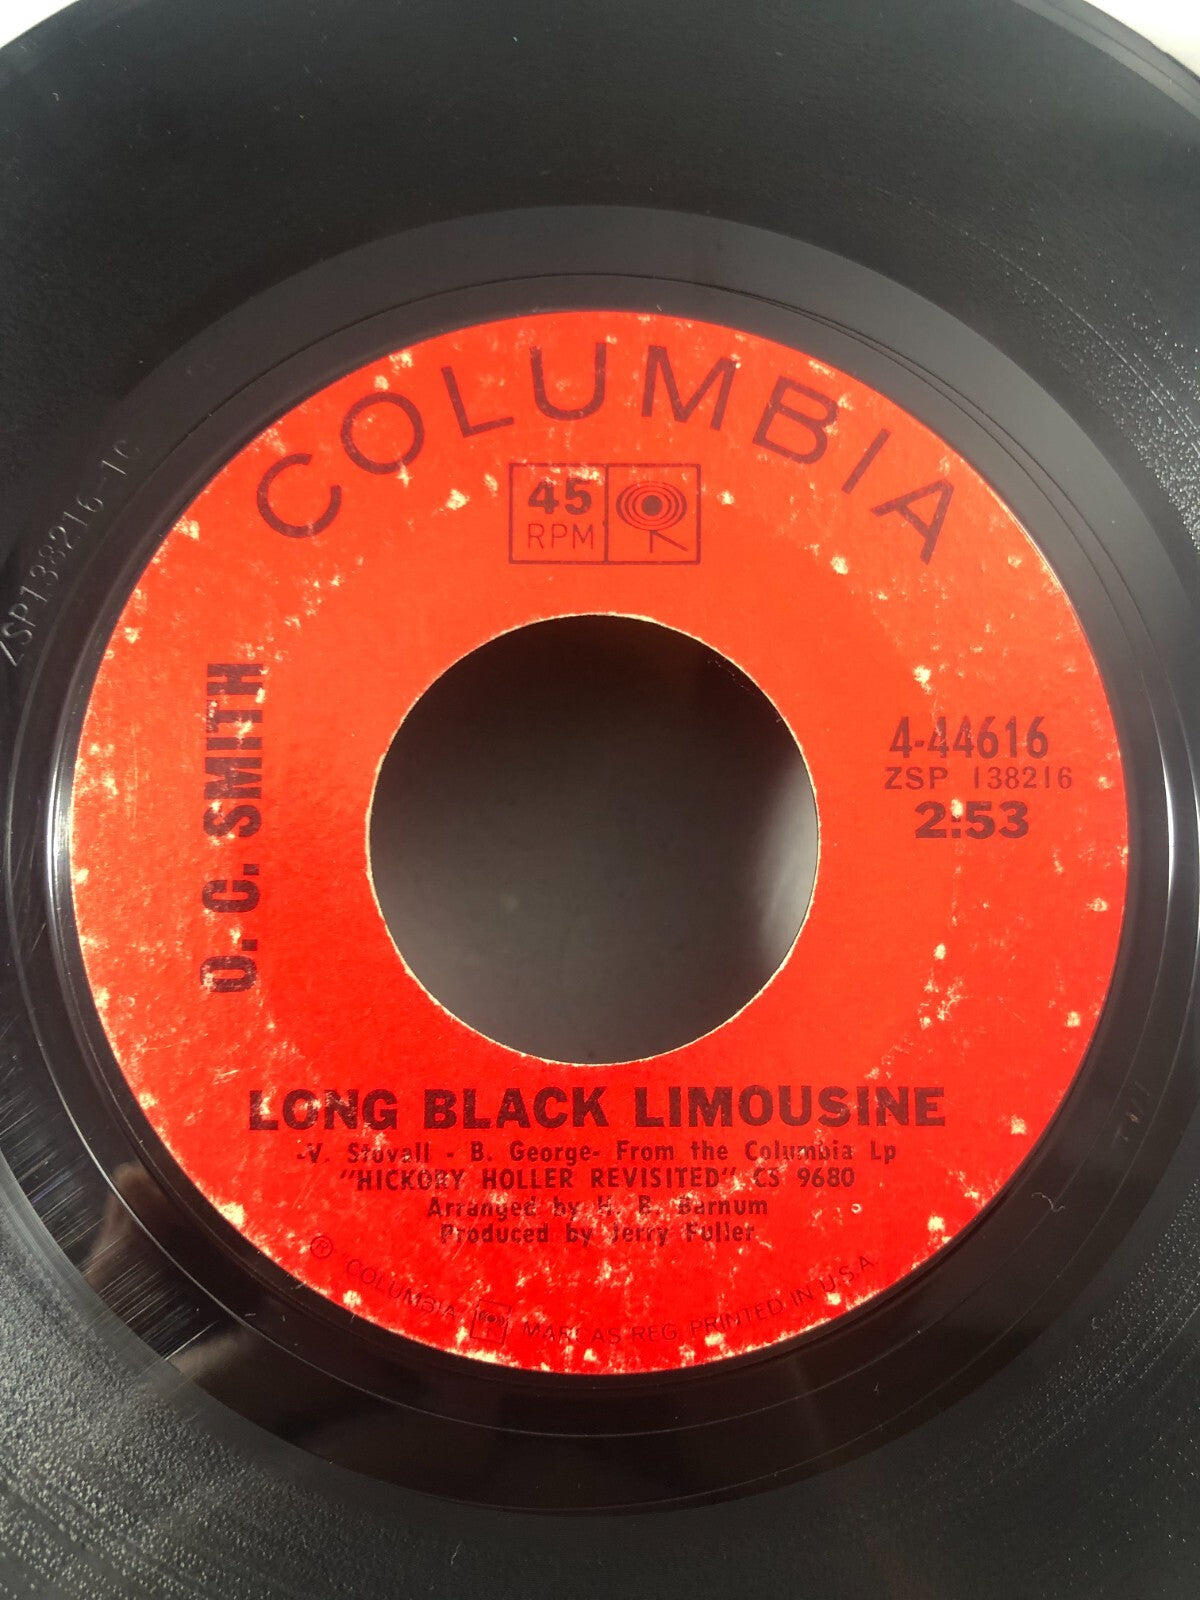 COLUMBIA
45
RPM
O. C. SMITH
4-44616
ZSP 138216
2:53
LONG BLACK LIMOUSINE
-V. Stovall - B. George- From the Columbia Lp
"HICKORY HOLLER REVISITED" CS 9680
Arranged by H. B. Barnum
Produced by Jerry Fuller
® "COLUMBIA" MARCAS REG. PRINTED IN U.S.A.
ZSP138216-1C